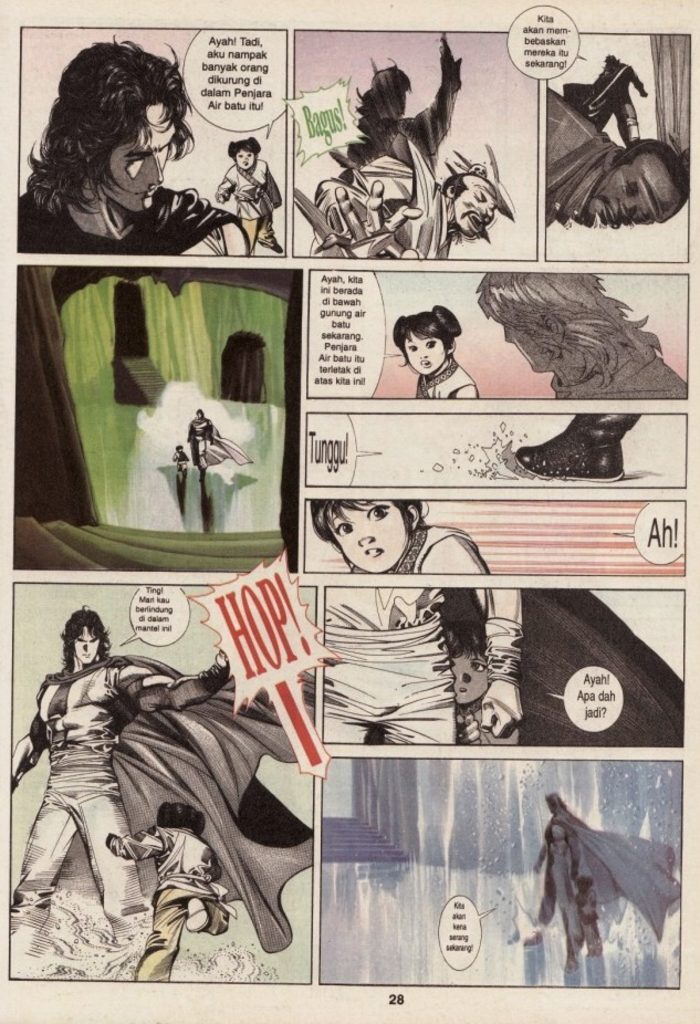 Ayah! Tadi,
aku nampak
banyak orang
dikurung di
dalam Penjara
Air batu itu!
Bagus!
Kita
akan mem-
bebaskan
mereka itu
sekarang!
Ayah, kita
ini berada
di bawah
gunung air
batu
sekarang.
Penjara
Air batu itu
terletak di
atas kita ini!
Tunggu!
Ah!
Ting!
Mari kau
berlindung
di dalam
mantel ini!
HOP!
Ayah!
Apa dah
jadi?
Kita
akan
kena
serang
sekarang!
28